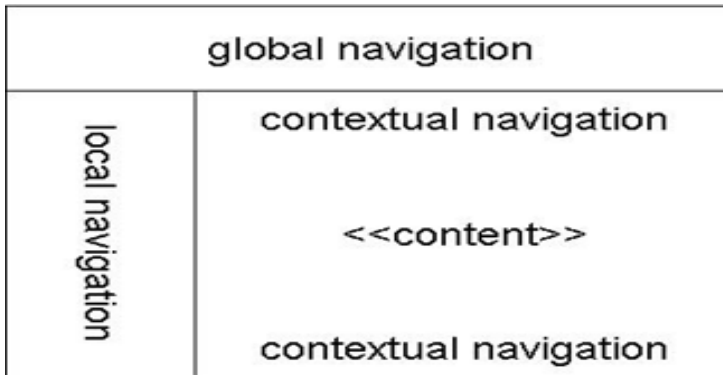 global navigation
local navigation
contextual navigation
<<content>>
contextual navigation